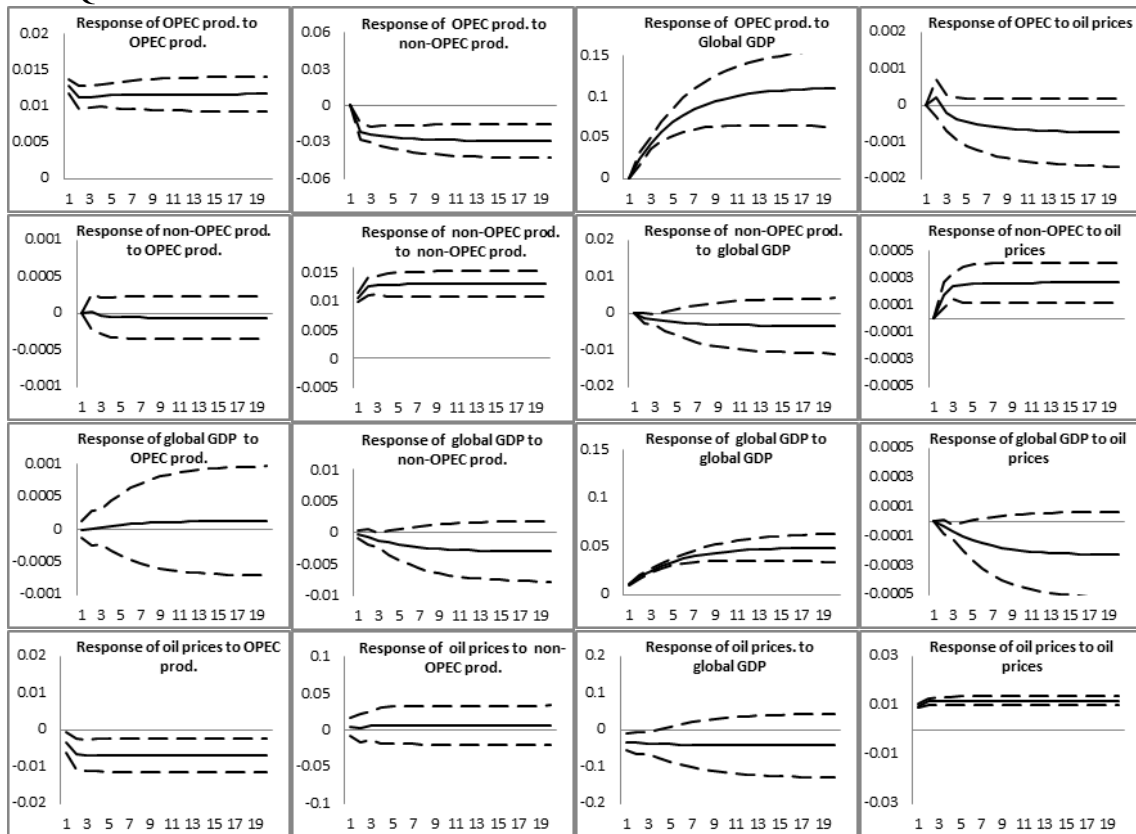 Response of OPEC prod. to
OPEC prod.
0.02
0.015
0.01
0.005
0
1 3 5 7 9 11 13 15 17 19
Response of OPEC prod. to
non-OPEC prod.
0.06
0.03
0
-0.03
-0.06
1 3 5 7 9 11 13 15 17 19
Response of OPEC prod. to
Global GDP
0.15
0.1
0.05
0
1 3 5 7 9 11 13 15 17 19
Response of OPEC to oil prices
0.002
0.001
0
-0.001
-0.002
1 3 5 7 9 11 13 15 17 19
Response of non-OPEC prod.
to OPEC prod.
0.001
0.0005
0
-0.0005
-0.001
1 3 5 7 9 11 13 15 17 19
Response of non-OPEC prod.
to non-OPEC prod.
0.015
0.01
0.005
0
-0.005
1 3 5 7 9 11 13 15 17 19
Response of non-OPEC prod.
to global GDP
0.02
0.01
0
-0.01
-0.02
1 3 5 7 9 11 13 15 17 19
Response of non-OPEC to oil
prices
0.0005
0.0003
0.0001
-0.0001
-0.0003
-0.0005
1 3 5 7 9 11 13 15 17 19
Response of global GDP to
OPEC prod.
0.001
0.0005
0
-0.0005
-0.001
1 3 5 7 9 11 13 15 17 19
Response of global GDP to
non-OPEC prod.
0.01
0.005
0
-0.005
-0.01
1 3 5 7 9 11 13 15 17 19
Response of global GDP to
global GDP
0.15
0.1
0.05
0
1 3 5 7 9 11 13 15 17 19
Response of global GDP to oil
prices
0.0005
0.0003
0.0001
-0.0001
-0.0003
-0.0005
1 3 5 7 9 11 13 15 17 19
Response of oil prices to OPEC
prod.
0.02
0.01
0
-0.01
-0.02
1 3 5 7 9 11 13 15 17 19
Response of oil prices to non-
OPEC prod.
0.1
0.05
0
-0.05
-0.1
1 3 5 7 9 11 13 15 17 19
Response of oil prices. to
global GDP
0.2
0.1
0
-0.1
-0.2
1 3 5 7 9 11 13 15 17 19
Response of oil prices to oil
prices
0.03
0.01
-0.01
-0.03
1 3 5 7 9 11 13 15 17 19